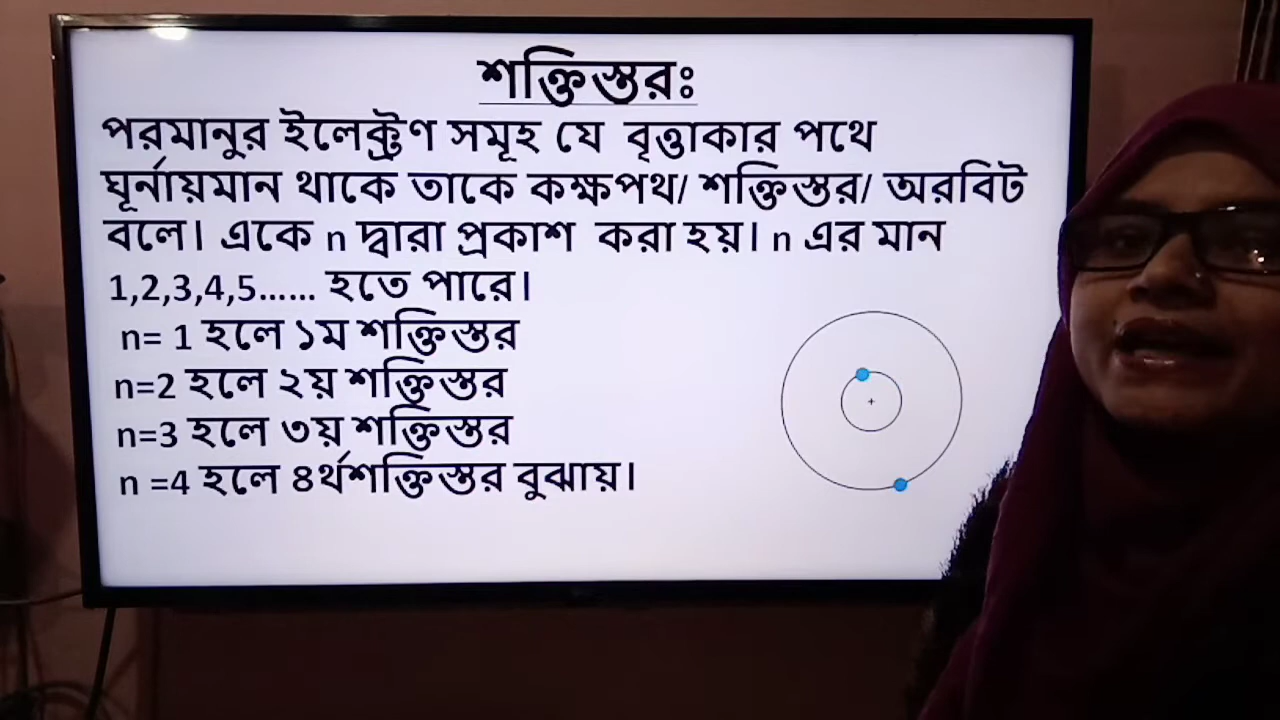 শক্তিস্তরঃ
পরমানুর ইলেক্ট্রণ সমূহ যে বৃত্তাকার পথে
ঘূর্নায়মান থাকে তাকে কক্ষপথ/ শক্তিস্তর/ অরবিট
বলে। একে n দ্বারা প্রকাশ করা হয়। n এর মান
1,2,3,4,5...... হতে পারে।
n= 1 হলে ১ম শক্তিস্তর
n=2 হলে ২য় শক্তিস্তর
n=3 হলে ৩য় শক্তিস্তর
n =4 হলে ৪র্থশক্তিস্তর বুঝায়।
+